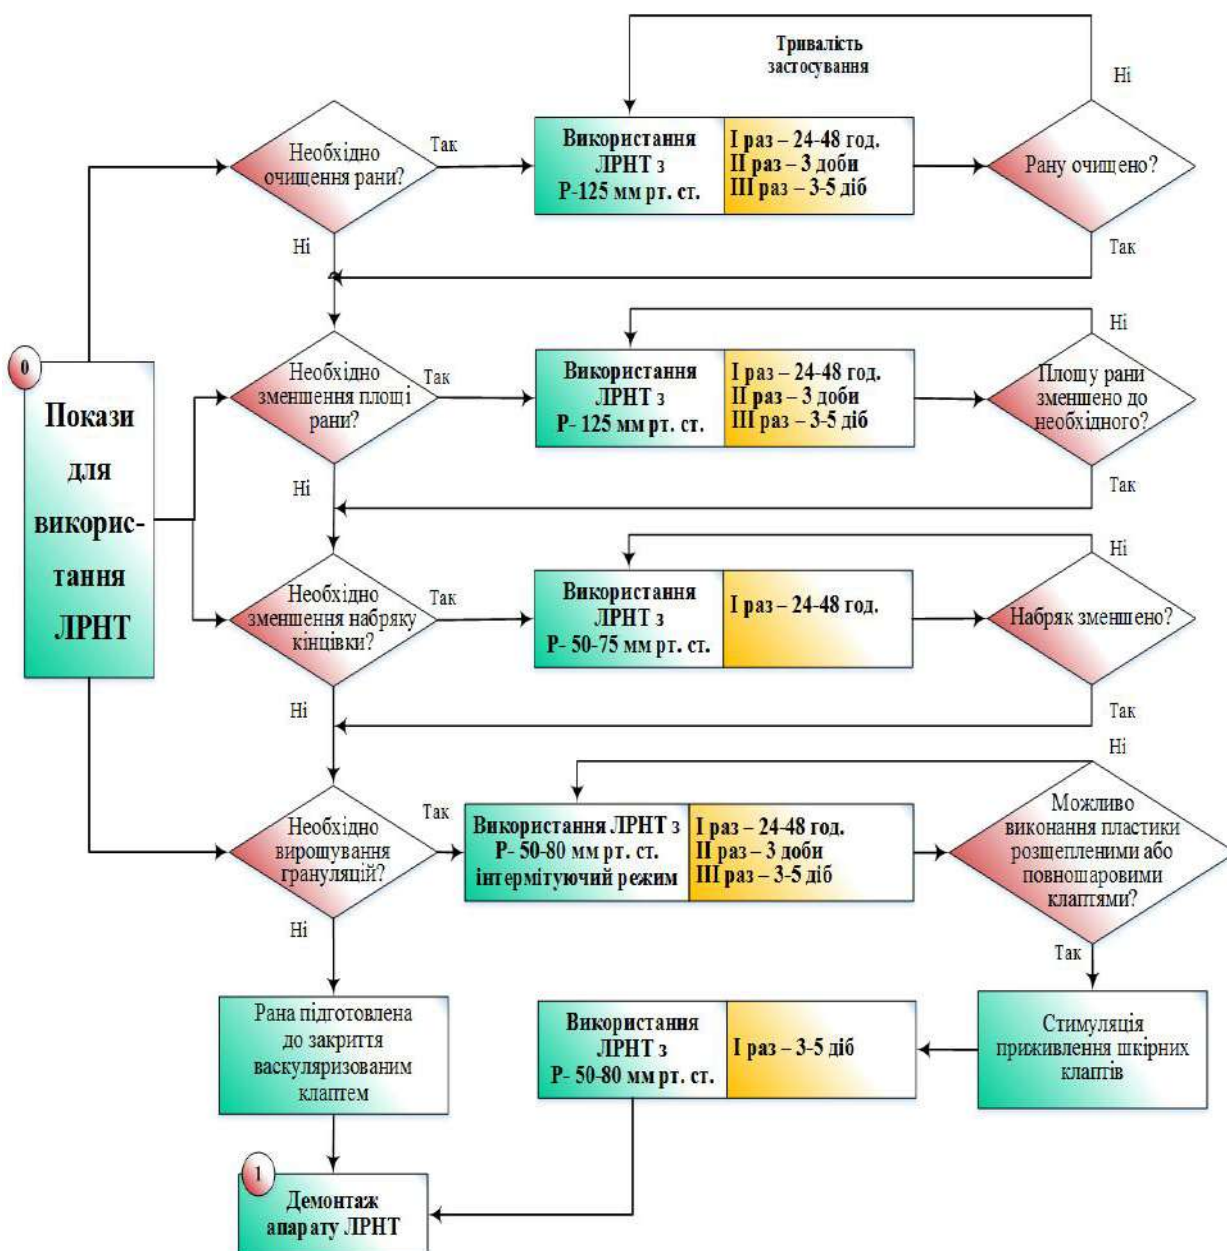 Тривалість
застосування
Ні
Необхідно
очищення рани?
Так
Використання
ЛРНТ з
Р-125 мм рт. ст.
І раз – 24-48 год.
ІІ раз – 3 доби
ІІІ раз – 3-5 діб
Рану очищено?
Ні
Так
0
Покази
для
викорис-
тання
ЛРНТ
Необхідно
зменшення площі
рани?
Так
Використання
ЛРНТ з
Р- 125 мм рт. ст.
І раз – 24-48 год.
ІІ раз – 3 доби
ІІІ раз – 3-5 діб
Ні
Площу рани
зменшено до
необхідного?
Ні
Так
Необхідно
зменшення набряку
кінцівки?
Так
Використання
ЛРНТ з
Р- 50-75 мм рт. ст.
І раз – 24-48 год.
Ні
Набряк зменшено?
Ні
Так
Ні
Необхідно
вирощування
грануляцій?
Так
Використання ЛРНТ з
Р- 50-80 мм рт. ст.
інтермітуючий режим
І раз – 24-48 год.
ІІ раз – 3 доби
ІІІ раз – 3-5 діб
Можливо
виконання пластики
розщепленими або
повношаровими
клаптями?
Ні
Так
Рана підготовлена
до закриття
васкуляризованим
клаптем
Використання
ЛРНТ з
Р- 50-80 мм рт. ст.
І раз – 3-5 діб
Стимуляція
приживлення шкірних
клаптів
1
Демонтаж
апарату ЛРНТ